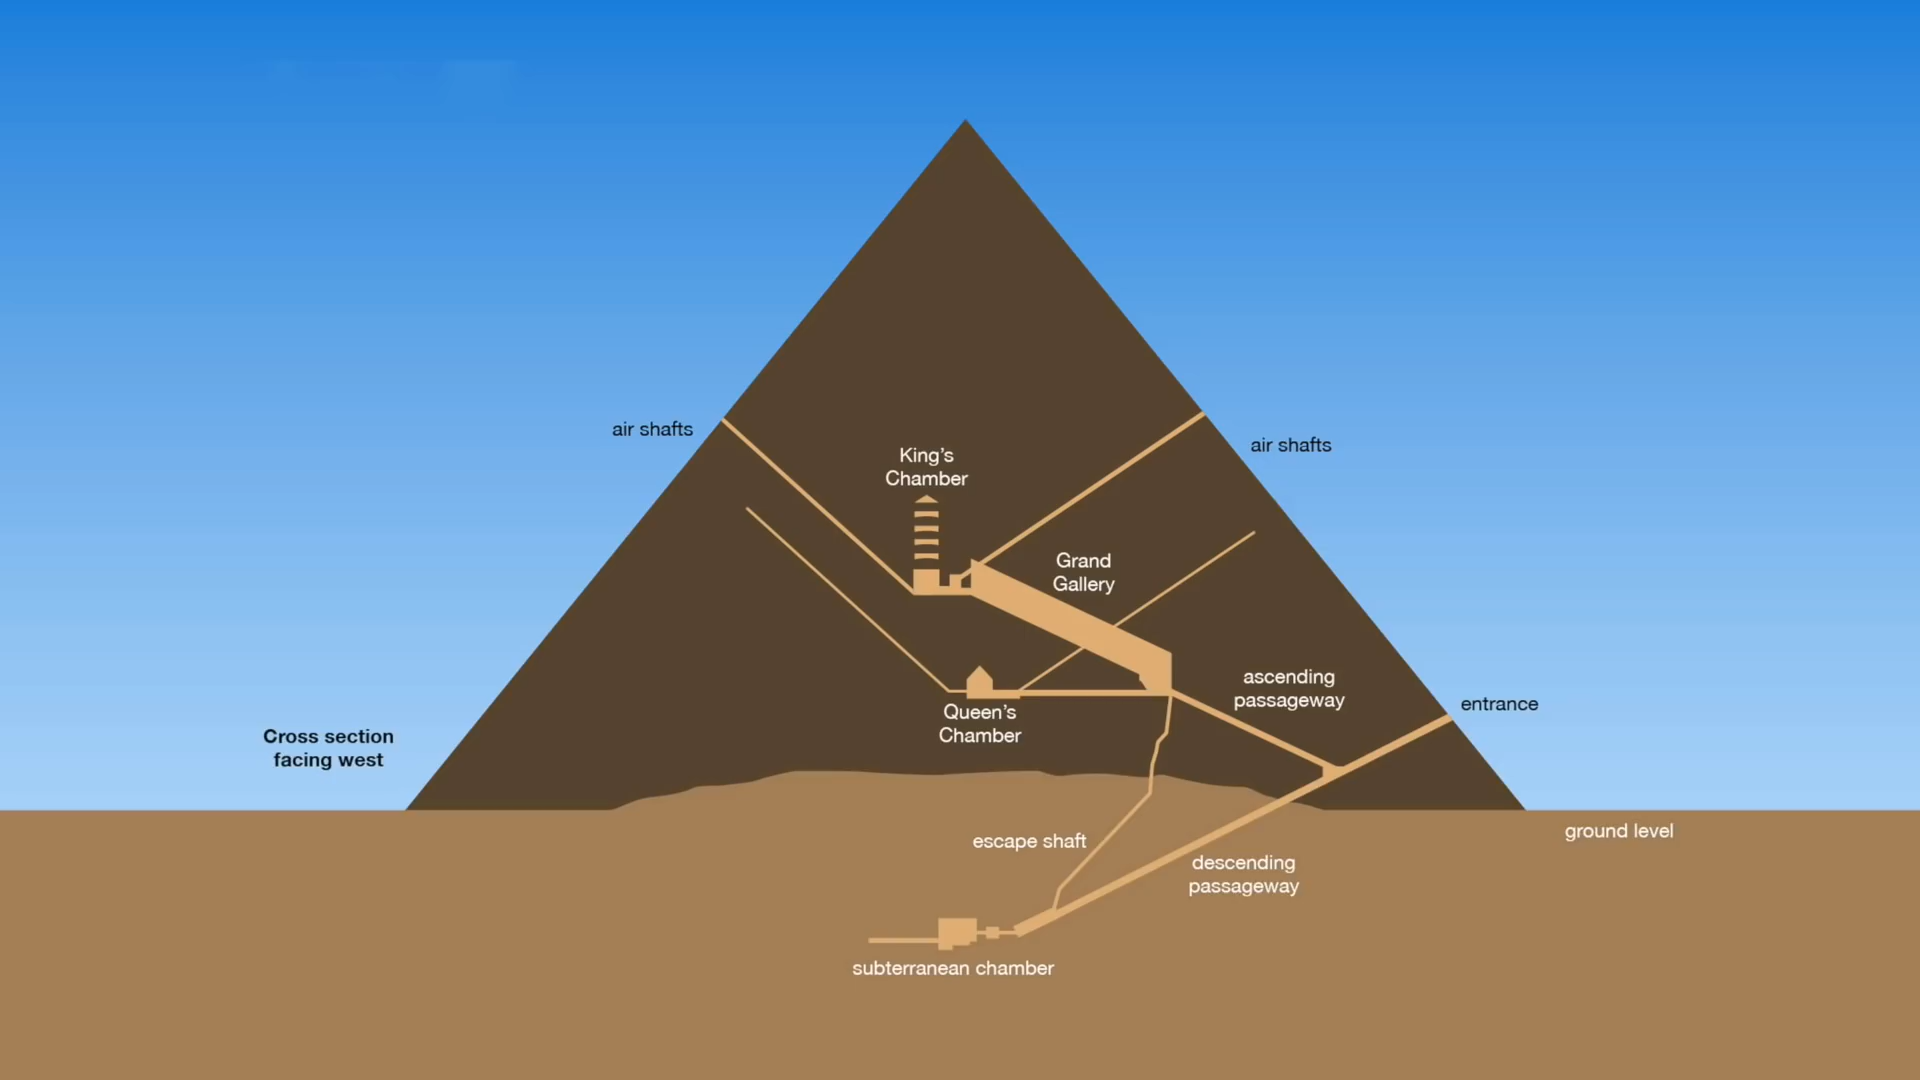 air shafts
King's
Chamber
air shafts
Grand
Gallery
ascending
passageway
entrance
Queen's
Chamber
Cross section
facing west
ground level
escape shaft
descending
passageway
subterranean chamber